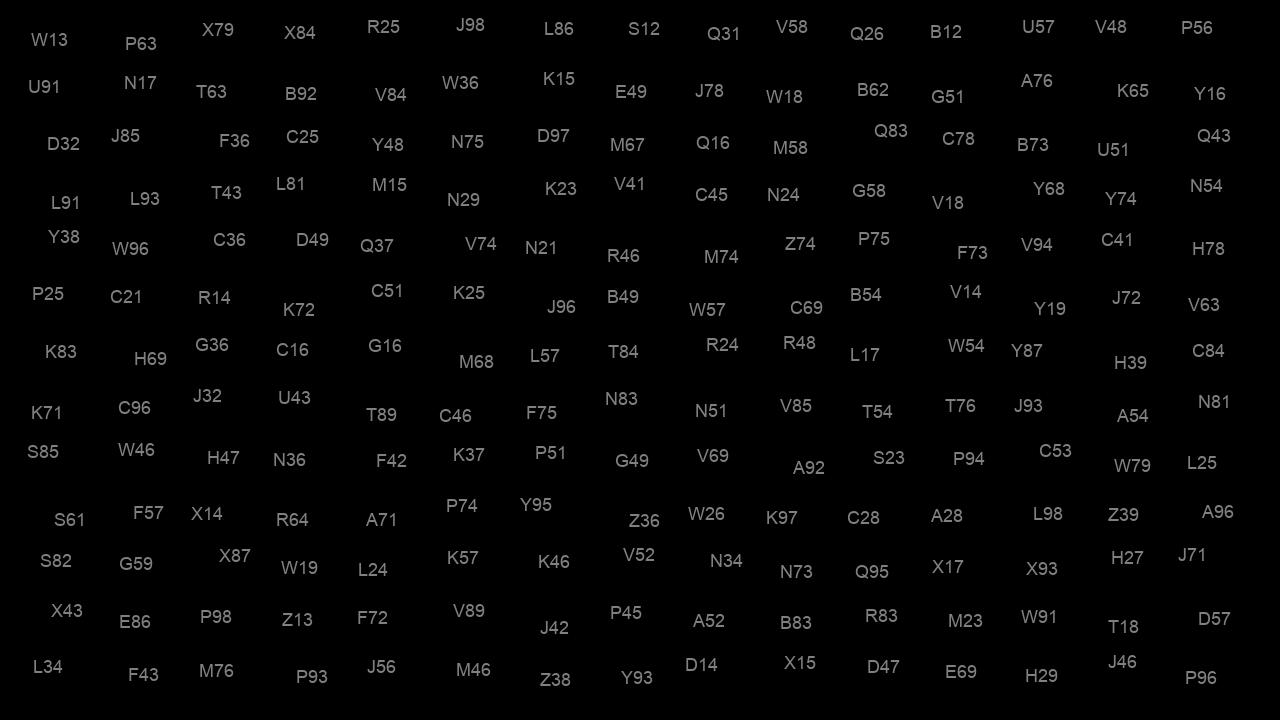 W13 P63 X79 X84 R25 J98 L86 S12 Q31 V58 Q26 B12 U57 V48 P56
U91 N17 T63 B92 V84 W36 K15 E49 J78 W18 B62 G51 A76 K65 Y16
D32 J85 F36 C25 Y48 N75 D97 M67 Q16 M58 Q83 C78 B73 U51 Q43
L91 L93 T43 L81 M15 N29 K23 V41 C45 N24 G58 V18 Y68 Y74 N54
Y38 W96 C36 D49 Q37 V74 N21 R46 M74 Z74 P75 F73 V94 C41 H78
P25 C21 R14 K72 C51 K25 J96 B49 W57 C69 B54 V14 Y19 J72 V63
K83 H69 G36 C16 G16 M68 L57 T84 R24 R48 L17 W54 Y87 H39 C84
K71 C96 J32 U43 T89 C46 F75 N83 N51 V85 T54 T76 J93 A54 N81
S85 W46 H47 N36 F42 K37 P51 G49 V69 A92 S23 P94 C53 W79 L25
S61 F57 X14 R64 A71 P74 Y95 Z36 W26 K97 C28 A28 L98 Z39 A96
S82 G59 X87 W19 L24 K57 K46 V52 N34 N73 Q95 X17 X93 H27 J71
X43 E86 P98 Z13 F72 V89 J42 P45 A52 B83 R83 M23 W91 T18 D57
L34 F43 M76 P93 J56 M46 Z38 Y93 D14 X15 D47 E69 H29 J46 P96